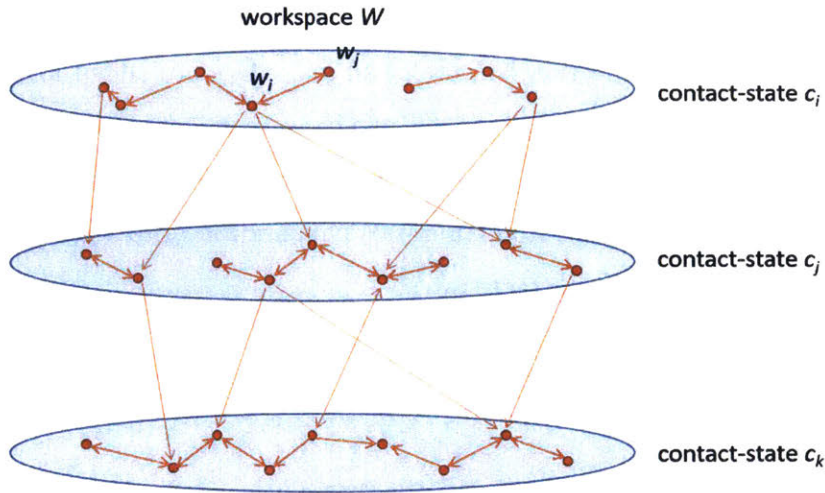 workspace W
w_j
w_i
contact-state c_i
contact-state c_j
contact-state c_k